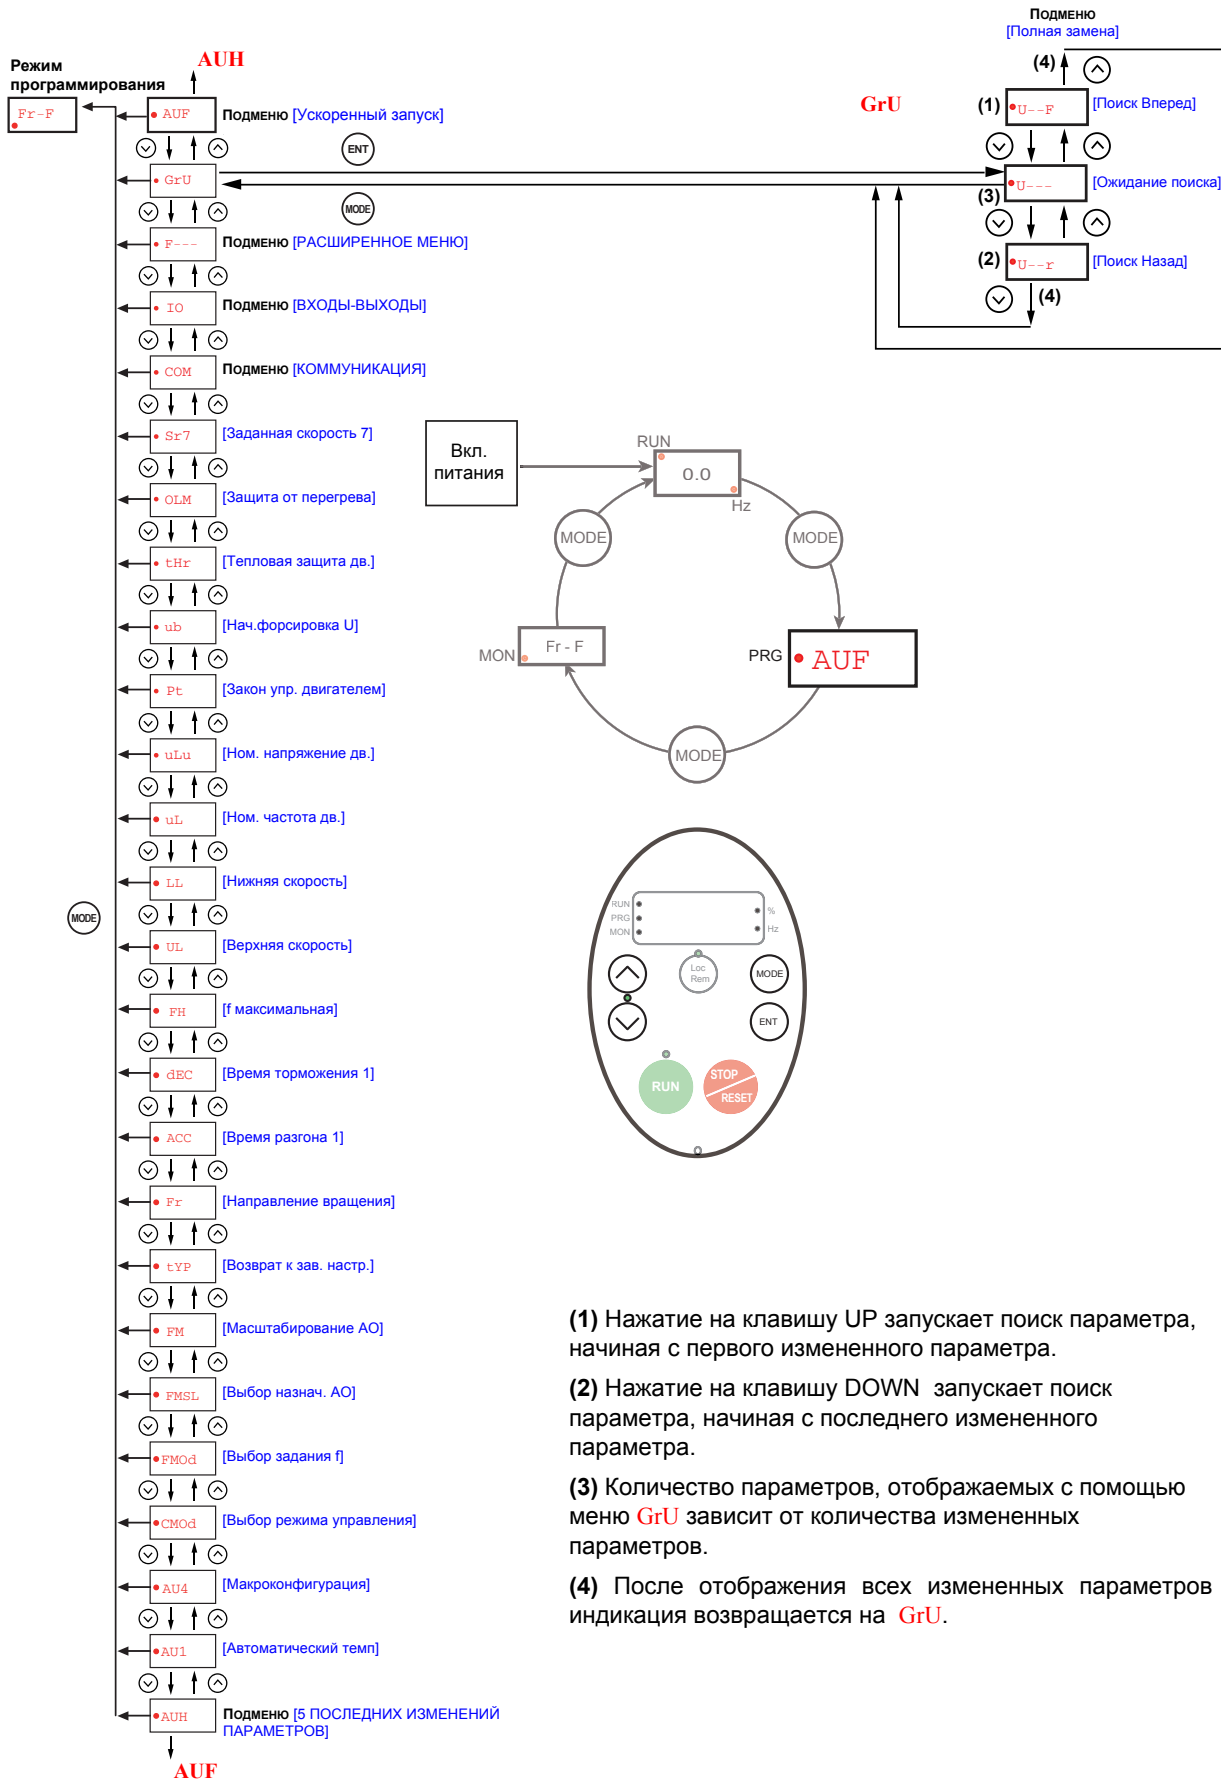 Подменю
[Полная замена]
AUH
(4)
Режим
программирования
GrU
Fr-F
AUF
Подменю [Ускоренный запуск]
(1)
U--F
[Поиск Вперед]
ENT
GrU
U---
[Ожидание поиска]
(3)
MODE
F---
Подменю [РАСШИРЕННОЕ МЕНЮ]
(2)
U--r
[Поиск Назад]
(4)
IO
Подменю [ВХОДЫ-ВЫХОДЫ]
COM
Подменю [КОММУНИКАЦИЯ]
Sr7
[Заданная скорость 7]
OLM
[Защита от перегрева]
tHr
[Тепловая защита дв.]
ub
[Нач.форсировка U]
Pt
[Закон упр. двигателем]
uLu
[Ном. напряжение дв.]
uL
[Ном. частота дв.]
LL
[Нижняя скорость]
MODE
UL
[Верхняя скорость]
FH
[f максимальная]
dEC
[Время торможения 1]
ACC
[Время разгона 1]
Fr
[Направление вращения]
tYP
[Возврат к зав. настр.]
FM
[Масштабирование АО]
FMSL
[Выбор назнач. АО]
FMOd
[Выбор задания f]
CMOd
[Выбор режима управления]
AU4
[Макроконфигурация]
AU1
[Автоматический темп]
AUH
Подменю [5 ПОСЛЕДНИХ ИЗМЕНЕНИЙ
ПАРАМЕТРОВ]
AUF
Вкл.
питания
RUN
0.0
Hz
MODE
MODE
MON
Fr - F
PRG
AUF
MODE
RUN
PRG
MON
%
Hz
Loc
Rem
MODE
ENT
RUN
STOP
RESET
(1) Нажатие на клавишу UP запускает поиск параметра,
начиная с первого измененного параметра.
(2) Нажатие на клавишу DOWN запускает поиск
параметра, начиная с последнего измененного
параметра.
(3) Количество параметров, отображаемых с помощью
меню GrU зависит от количества измененных
параметров.
(4) После отображения всех измененных параметров
индикация возвращается на GrU.